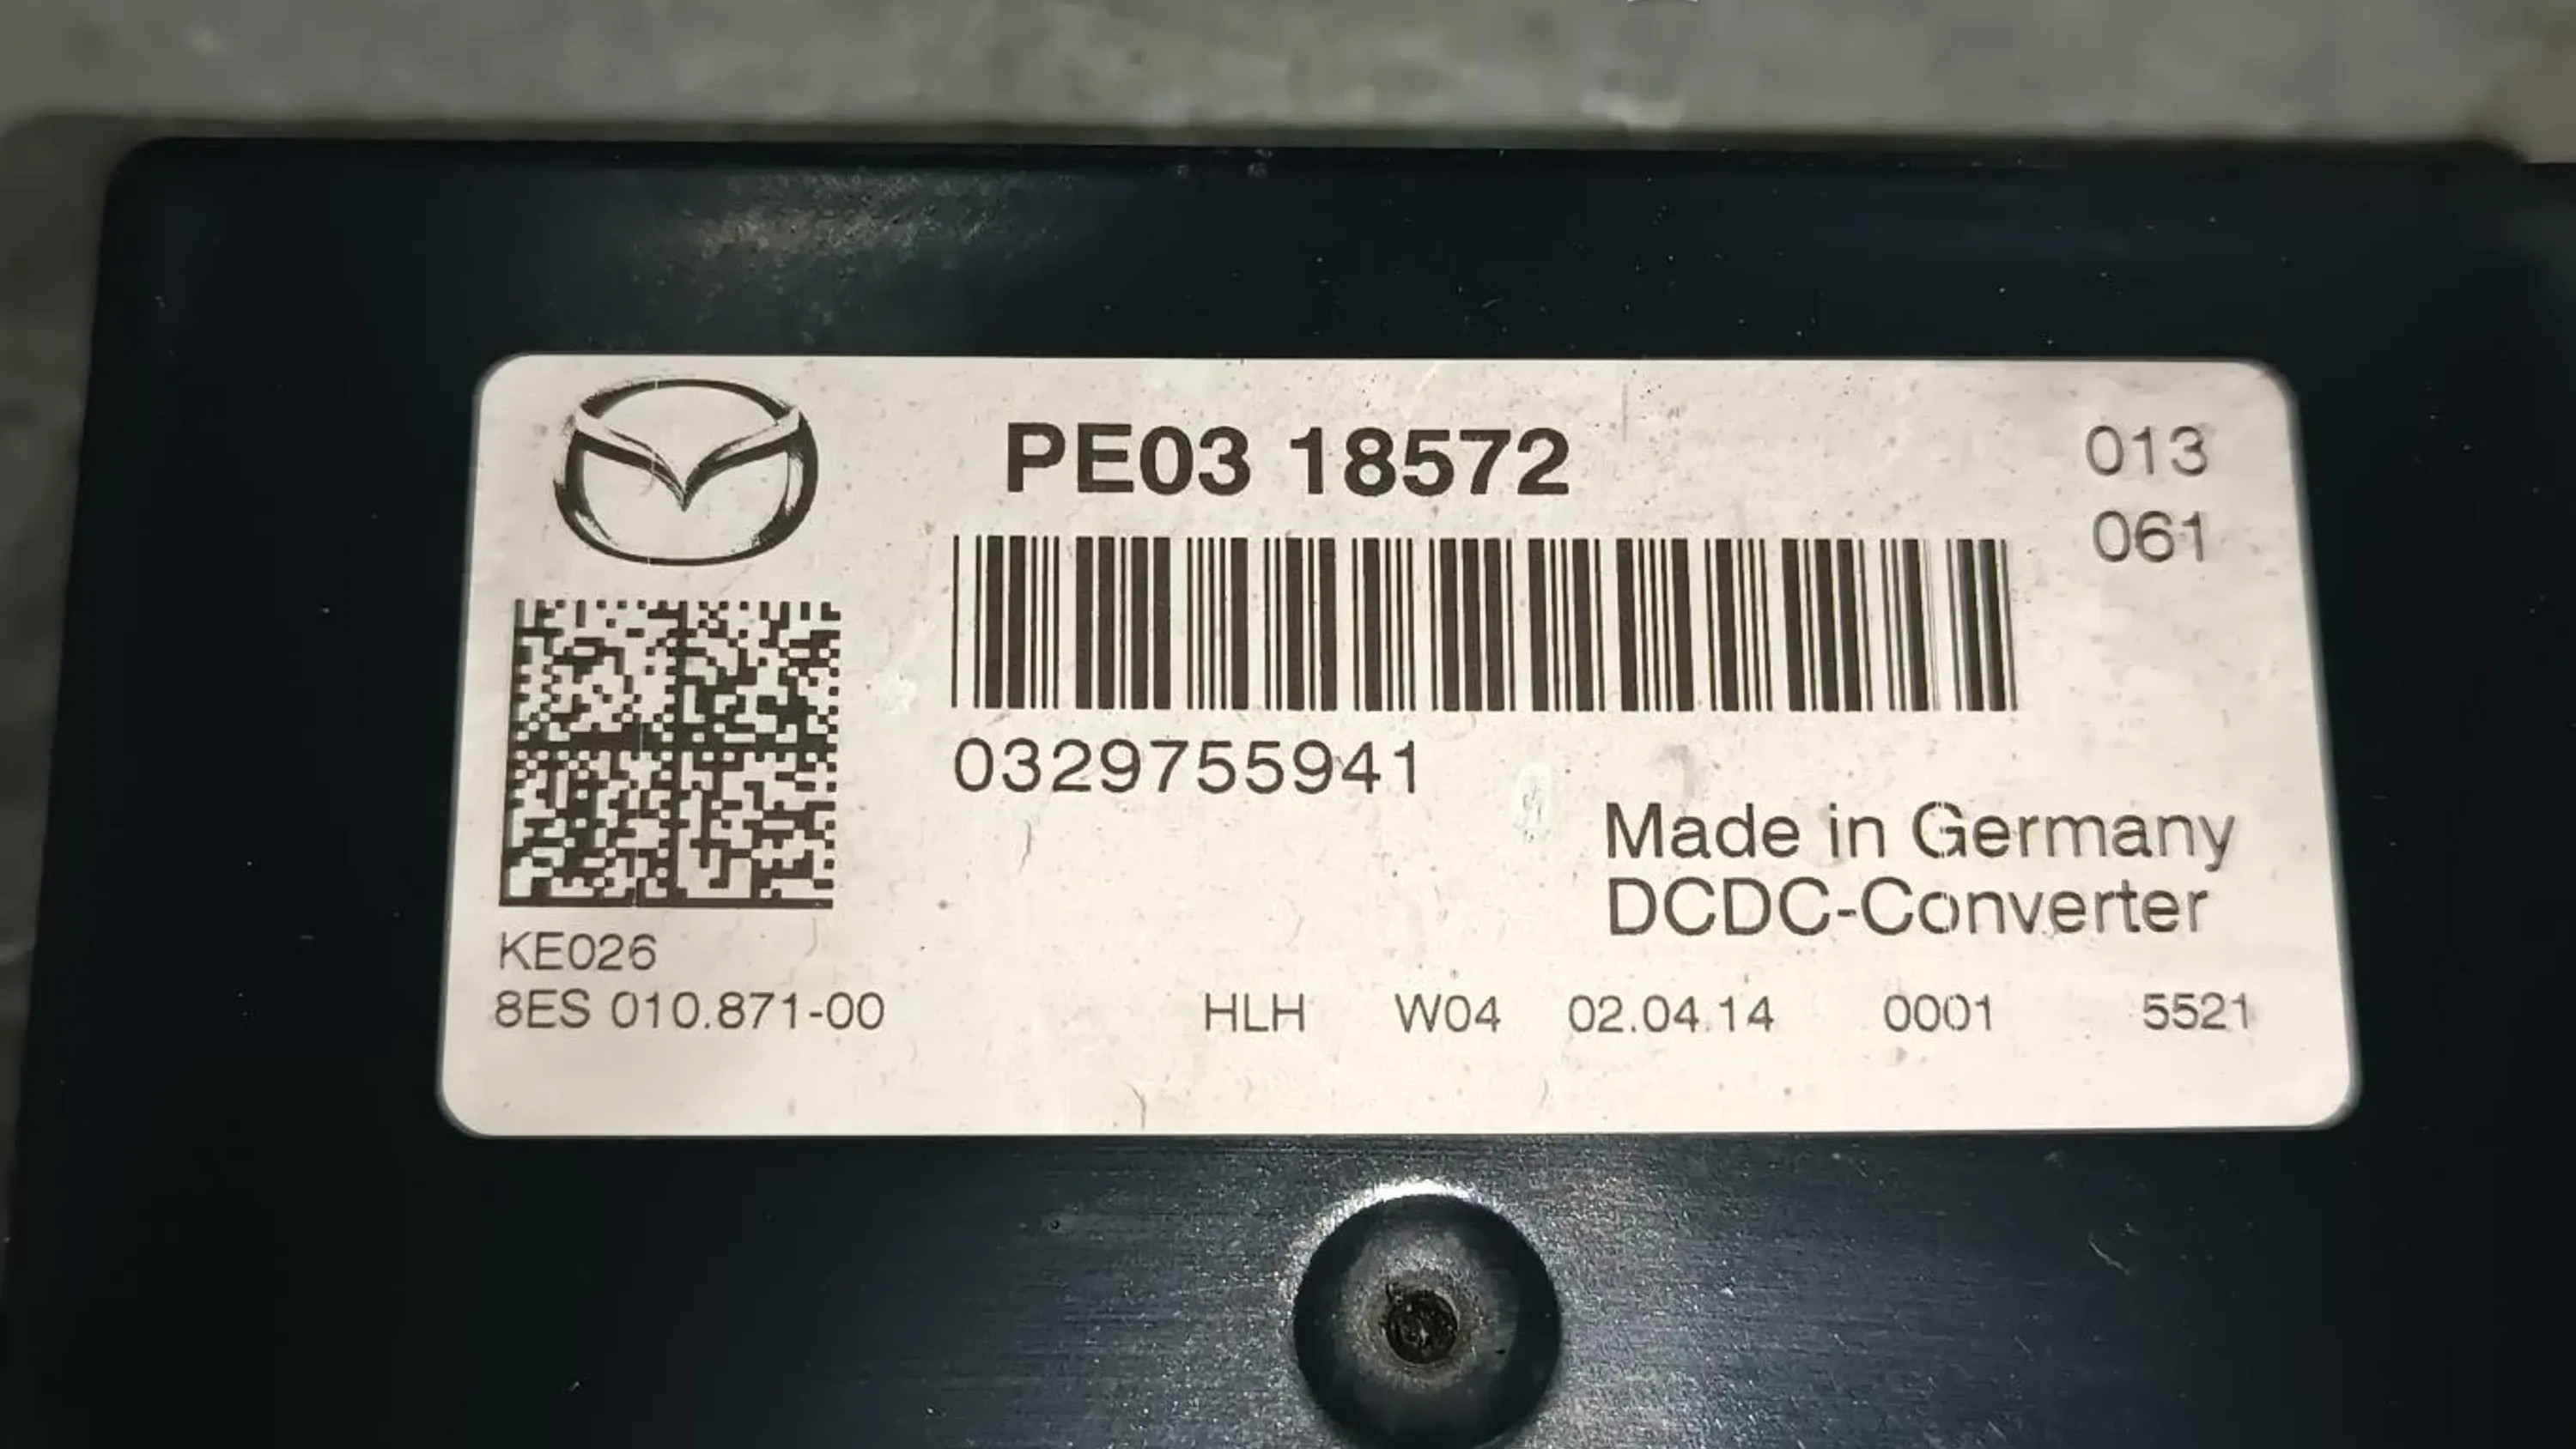 PE03 18572
013
061
0329755941
Made in Germany
DCDC-Converter
KE026
8ES 010.871-00 HLH W04 02.04.14 0001 5521